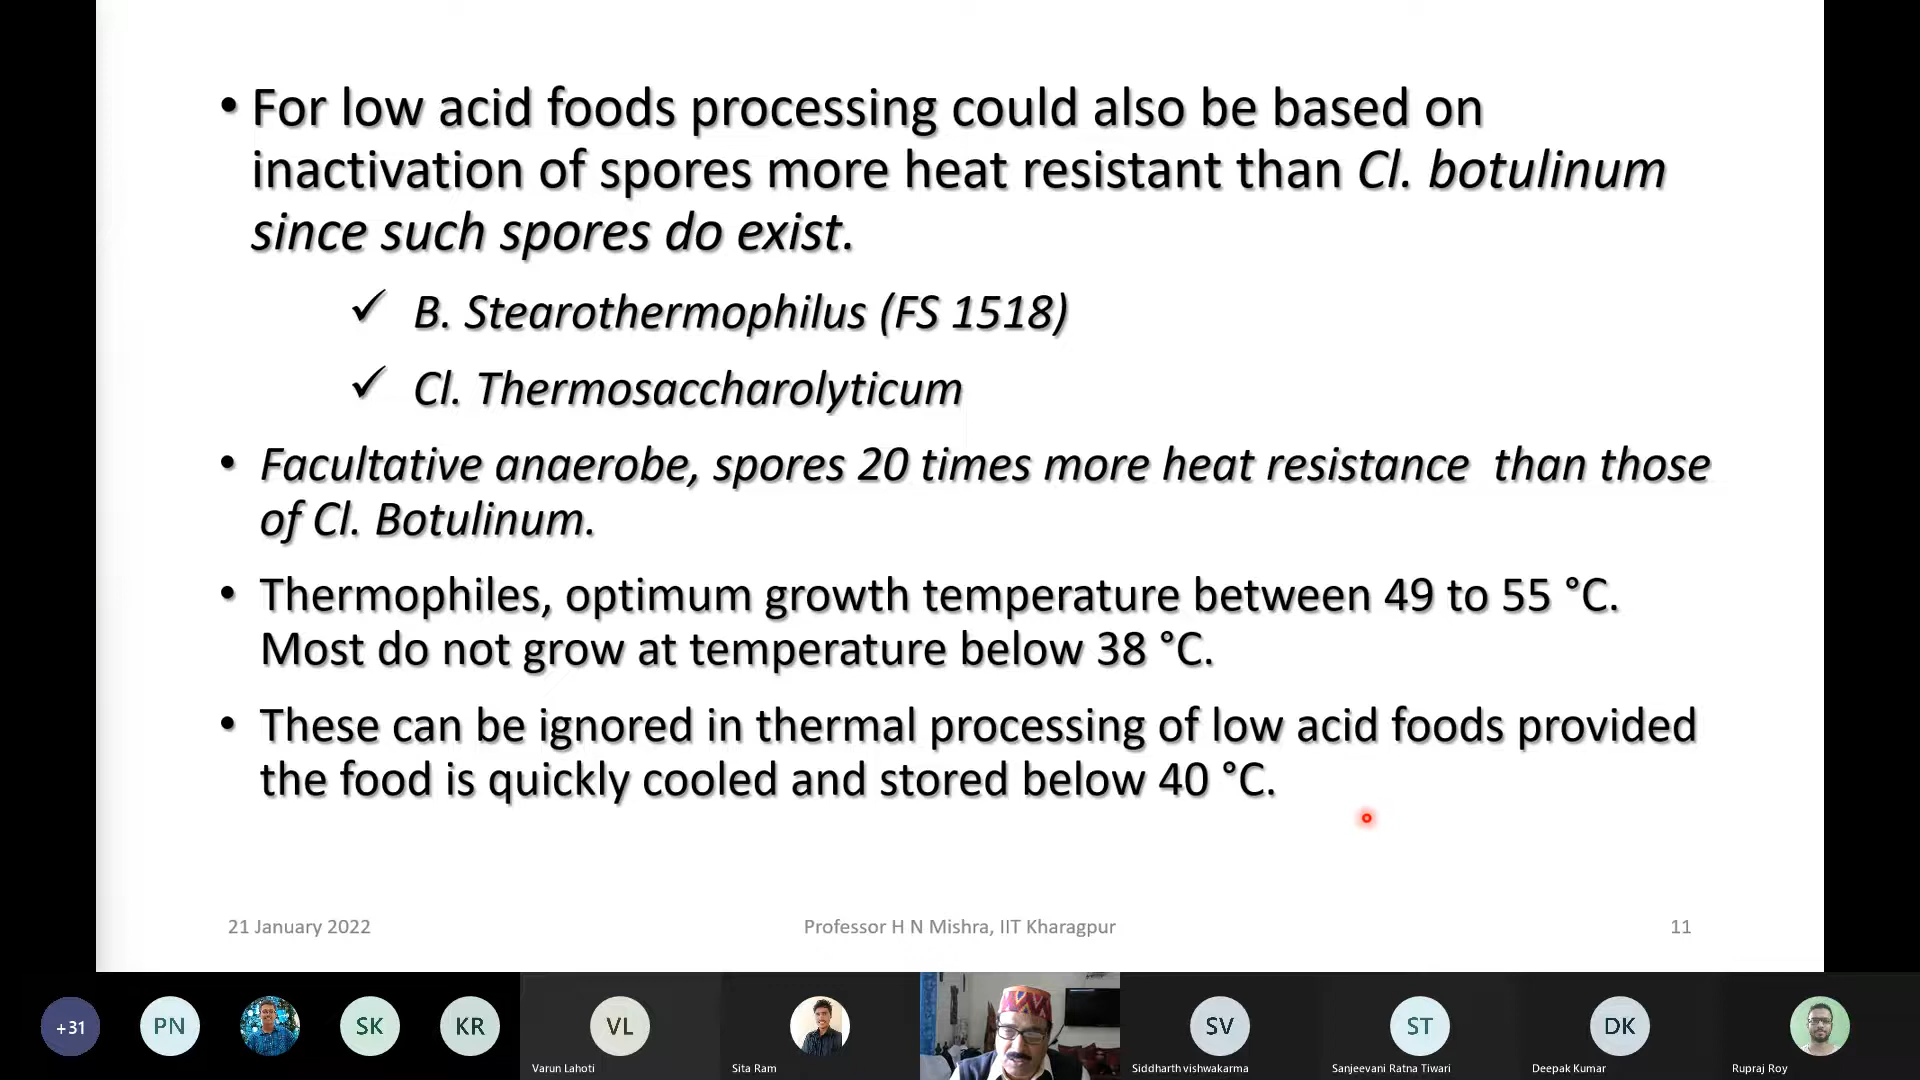 • For low acid foods processing could also be based on
inactivation of spores more heat resistant than Cl. botulinum
since such spores do exist.
✓ B. Stearothermophilus (FS 1518)
✓ Cl. Thermosaccharolyticum
• Facultative anaerobe, spores 20 times more heat resistance than those
of Cl. Botulinum.
• Thermophiles, optimum growth temperature between 49 to 55 °C.
Most do not grow at temperature below 38 °C.
• These can be ignored in thermal processing of low acid foods provided
the food is quickly cooled and stored below 40 °C.
21 January 2022
Professor H N Mishra, IIT Kharagpur
11
+31
PN
SK
KR
VL
SV
ST
DK
Varun Lahoti
Sita Ram
Siddharth vishwakarma
Sanjeevani Ratna Tiwari
Deepak Kumar
Rupraj Roy